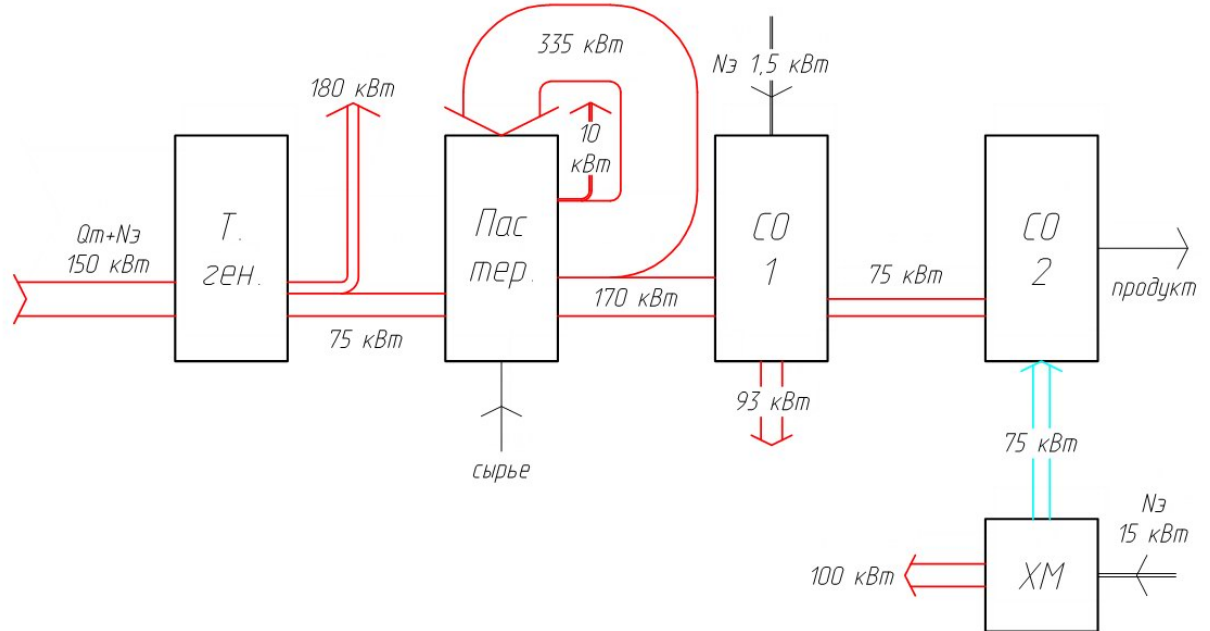 335 кВт
Nэ 1,5 кВт
180 кВт
10
кВт
Qт+Nэ
150 кВт
Т.
ген.
Пас
тер.
СО
1
СО
2
75 кВт
170 кВт
75 кВт
продукт
93 кВт
сырье
75 кВт
Nэ
15 кВт
100 кВт
ХМ